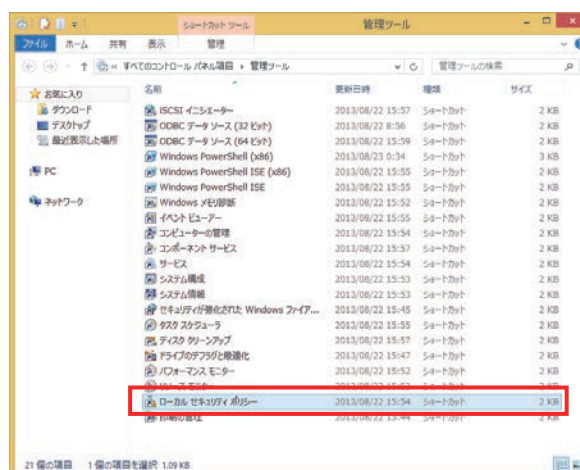 ショートカット ツール
管理ツール
ファイル ホーム 共有 表示 管理
« すべてのコントロール パネル項目 › 管理ツール
管理ツールの検索
お気に入り
ダウンロード
デスクトップ
最近表示した場所
PC
ネットワーク
名前 更新日時 種類 サイズ
iSCSI イニシエーター 2013/08/22 15:57 ショートカット 2 KB
ODBC データ ソース (32 ビット) 2013/08/22 8:56 ショートカット 2 KB
ODBC データ ソース (64 ビット) 2013/08/22 15:59 ショートカット 2 KB
Windows PowerShell (x86) 2013/08/23 0:34 ショートカット 3 KB
Windows PowerShell ISE (x86) 2013/08/22 15:55 ショートカット 2 KB
Windows PowerShell ISE 2013/08/22 15:55 ショートカット 2 KB
Windows メモリ診断 2013/08/22 15:52 ショートカット 2 KB
イベント ビューアー 2013/08/22 15:55 ショートカット 2 KB
コンピューターの管理 2013/08/22 15:54 ショートカット 2 KB
コンポーネント サービス 2013/08/22 15:57 ショートカット 2 KB
サービス 2013/08/22 15:54 ショートカット 2 KB
システム構成 2013/08/22 15:53 ショートカット 2 KB
システム情報 2013/08/22 15:53 ショートカット 2 KB
セキュリティが強化された Windows ファイア... 2013/08/22 15:45 ショートカット 2 KB
タスク スケジューラ 2013/08/22 15:55 ショートカット 2 KB
ディスク クリーンアップ 2013/08/22 15:57 ショートカット 2 KB
ドライブのデフラグと最適化 2013/08/22 15:47 ショートカット 2 KB
パフォーマンス モニター 2013/08/22 15:52 ショートカット 2 KB
ローカル セキュリティ ポリシー 2013/08/22 15:54 ショートカット 2 KB
印刷の管理 2013/08/22 15:44 ショートカット 2 KB
21 個の項目 1 個の項目を選択 1.09 KB